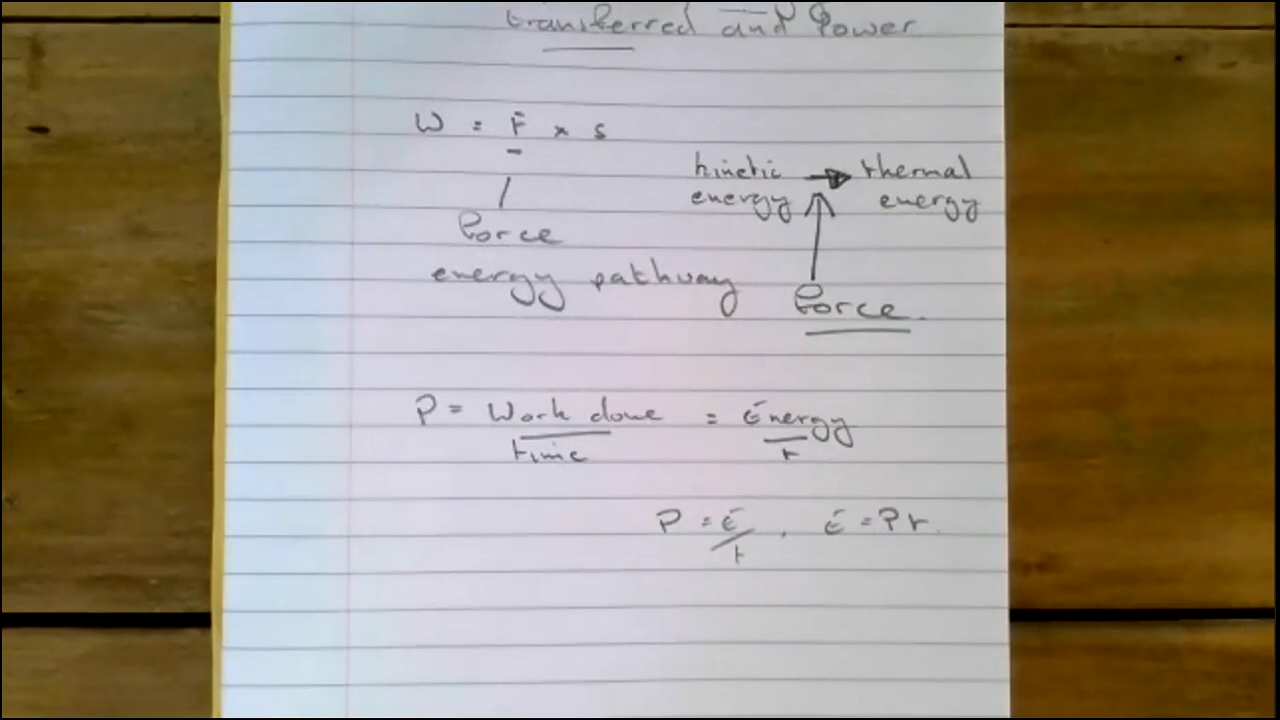 transferred and Power
W = F × s
kinetic → thermal
energy energy
force
energy pathway force.
P = Work done = Energy
time t
P = E , E = Pt.
t